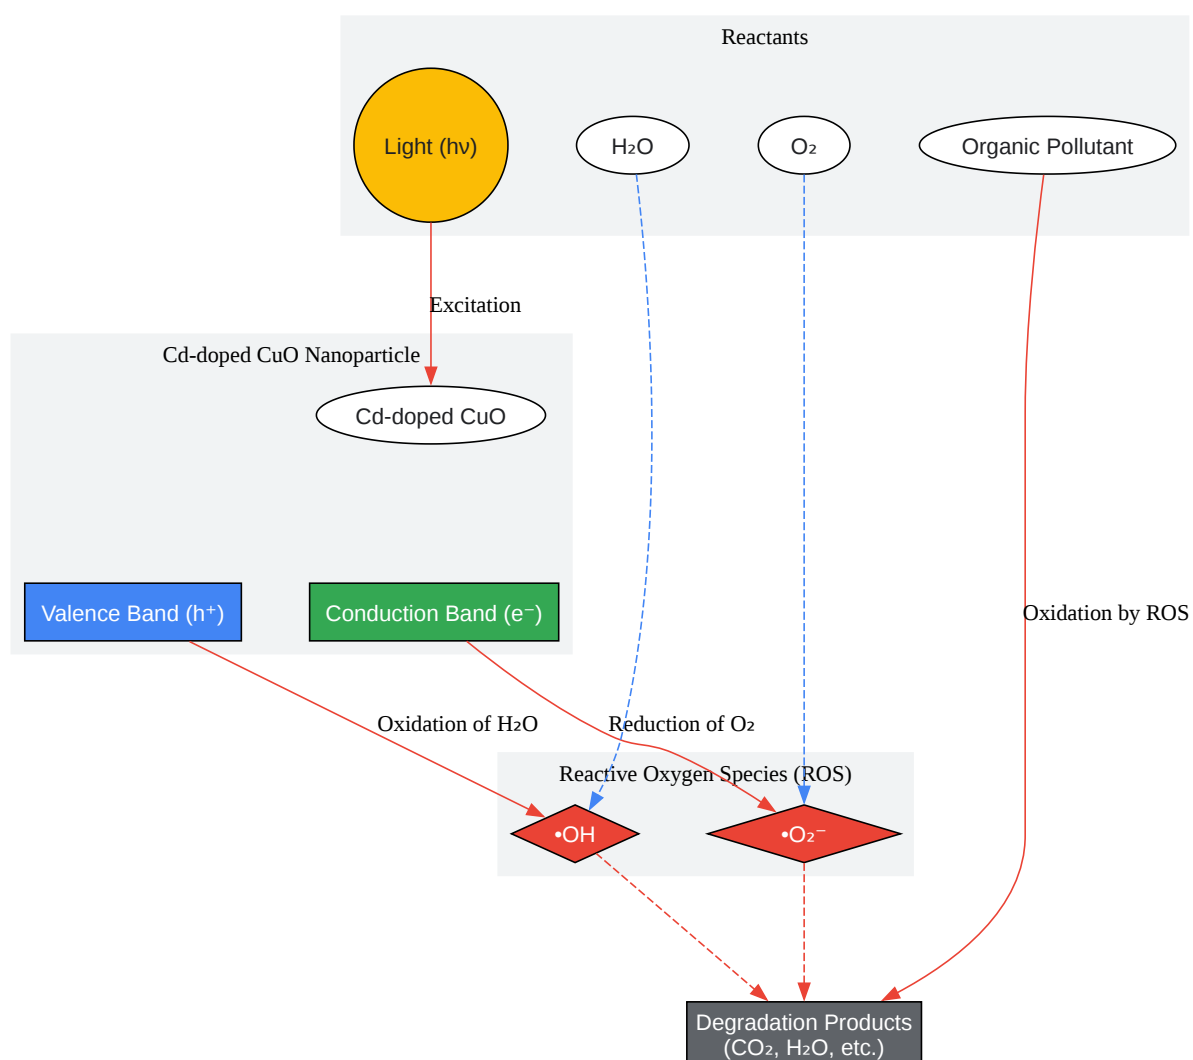 Reactants
Light (hν)
H₂O
O₂
Organic Pollutant
Excitation
Cd-doped CuO Nanoparticle
Cd-doped CuO
Valence Band (h⁺)
Conduction Band (e⁻)
Oxidation by ROS
Oxidation of H₂O
Reduction of O₂
Reactive Oxygen Species (ROS)
•OH
•O₂⁻
Degradation Products
(CO₂, H₂O, etc.)